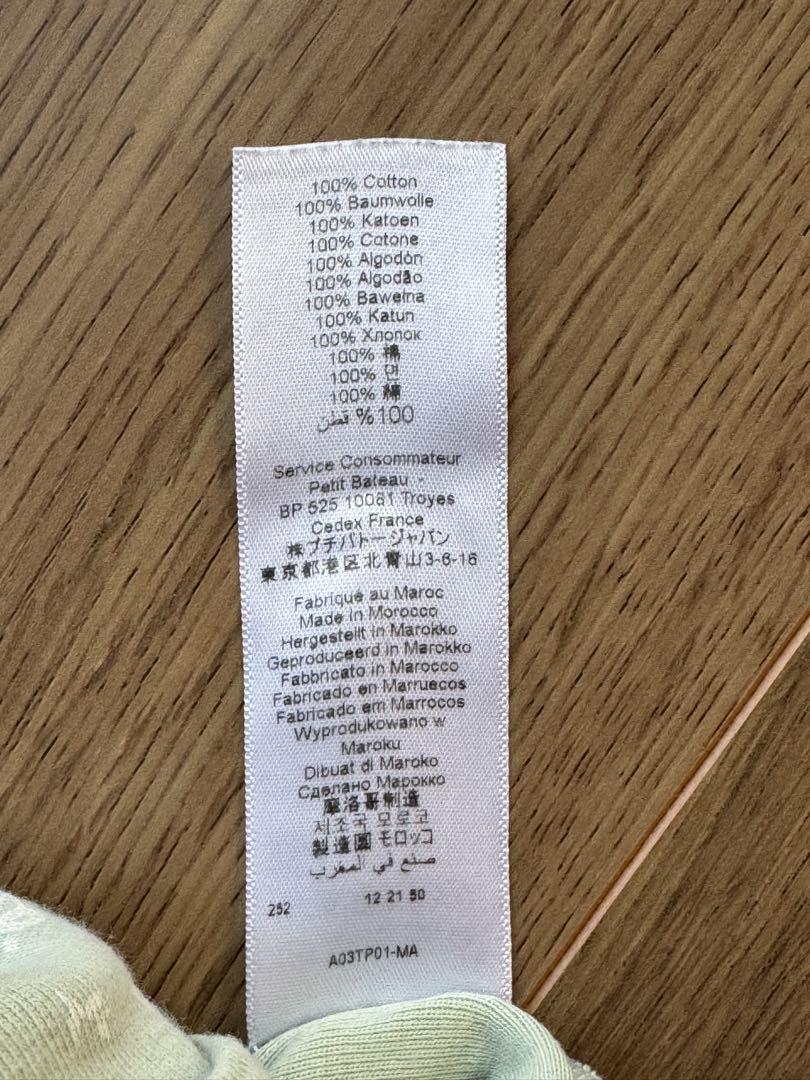 100% Cotton
100% Baumwolle
100% Katoen
100% Cotone
100% Algodón
100% Algodão
100% Bawełna
100% Katun
100% Хлопок
100% 棉
100% 면
100% 綿
100% قطن
Service Consommateur
Petit Bateau -
BP 525 10081 Troyes
Cedex France
株プチバトージャパン
東京都港区北青山3-6-16
Fabriqué au Maroc
Made in Morocco
Hergestellt in Marokko
Geproduceerd in Marokko
Fabbricato in Marocco
Fabricado en Marruecos
Fabricado em Marrocos
Wyprodukowano w
Maroku
Dibuat di Maroko
Сделано Марокко
摩洛哥制造
제조국 모로코
製造國 モロッコ
صنع في المغرب
252 12 21 50
A03TP01-MA